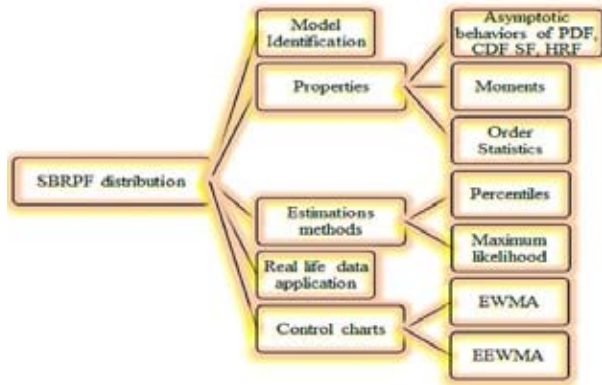 SBRPF distribution
Model
Identification
Properties
Asymptotic
behaviors of PDF,
CDF SF, HRF
Moments
Order
Statistics
Estimations
methods
Percentiles
Maximum
likelihood
Real life data
application
Control charts
EWMA
EEWMA